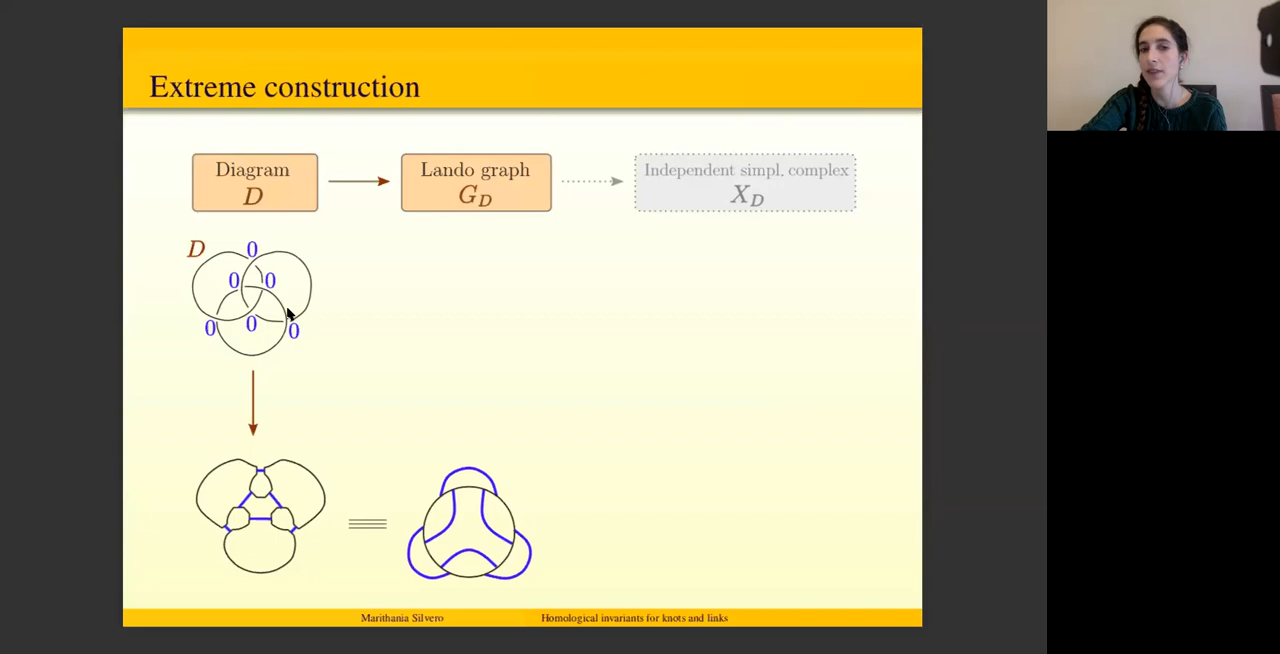 Extreme construction
Diagram
D
Lando graph
G_D
Independent simpl. complex
X_D
D
0
0 0
0 0 0
Marithania Silvero
Homological invariants for knots and links